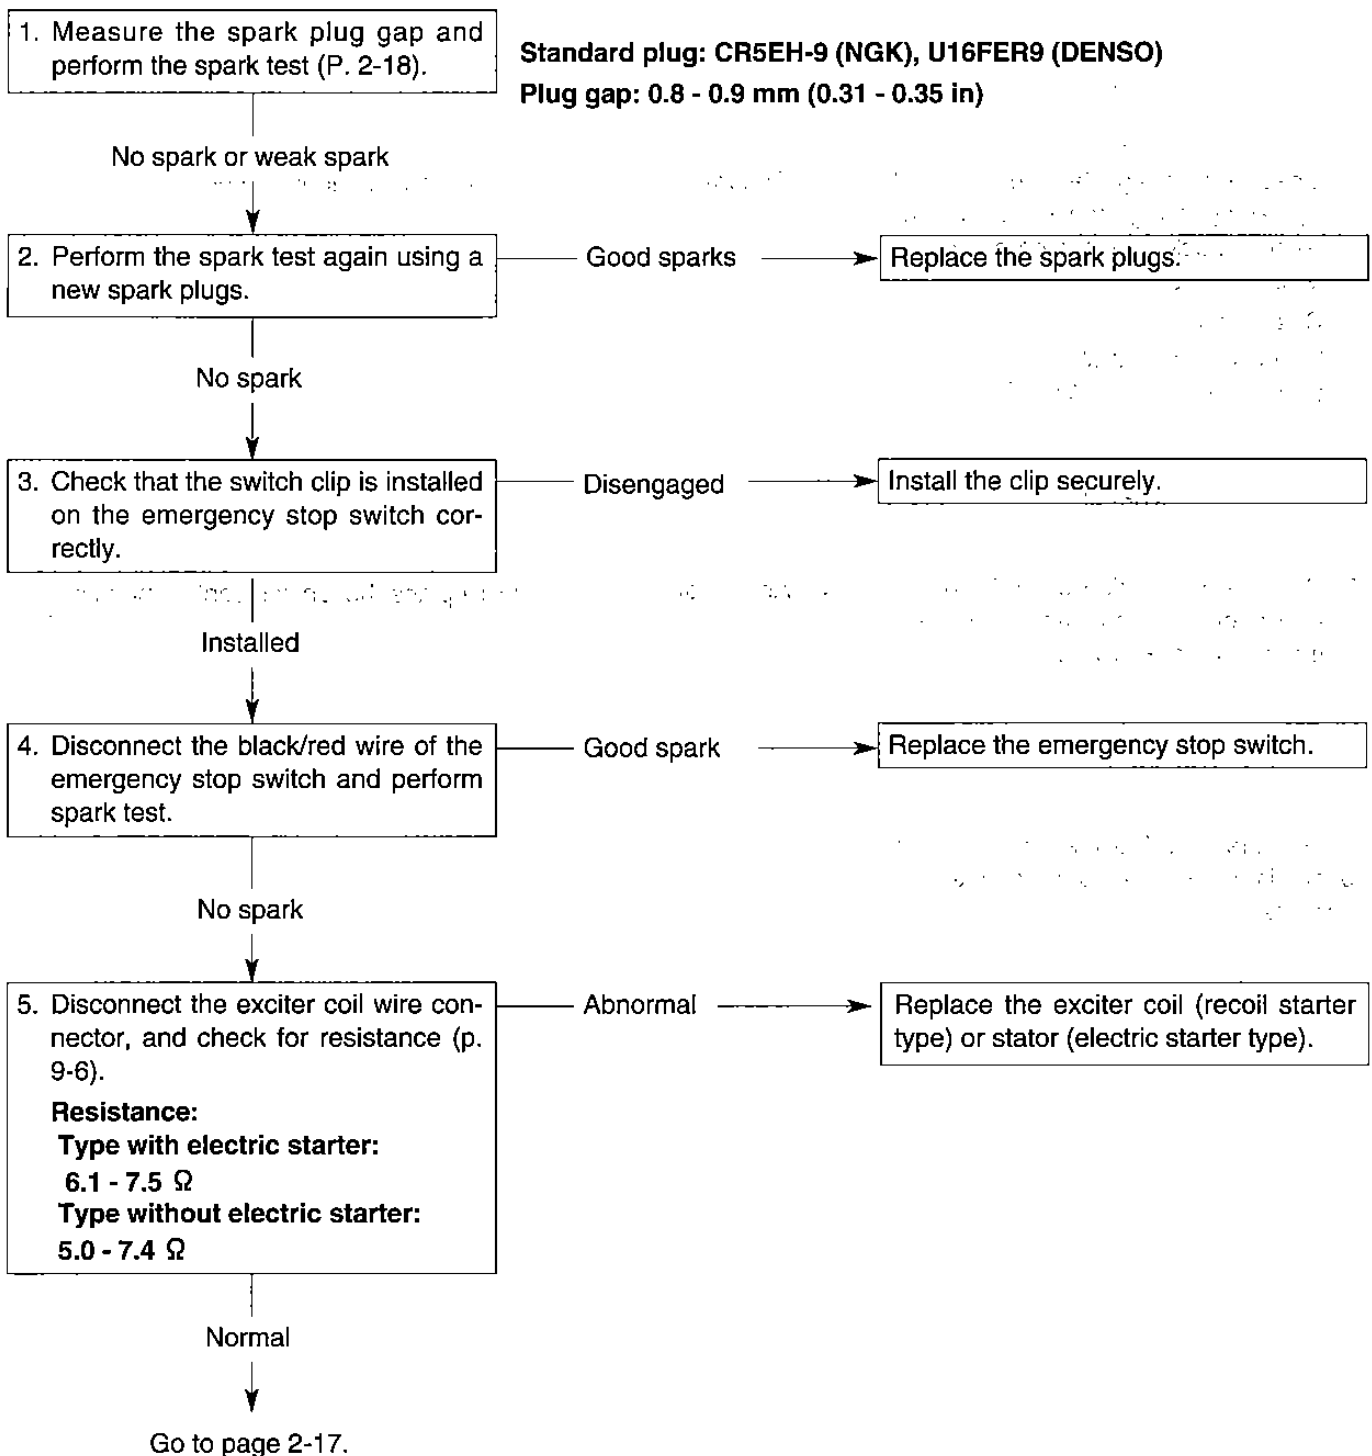 1. Measure the spark plug gap and
perform the spark test (P. 2-18).
Standard plug: CR5EH-9 (NGK), U16FER9 (DENSO)
Plug gap: 0.8 - 0.9 mm (0.31 - 0.35 in)
No spark or weak spark
2. Perform the spark test again using a
new spark plugs.
Good sparks
Replace the spark plugs.
No spark
3. Check that the switch clip is installed
on the emergency stop switch cor-
rectly.
Disengaged
Install the clip securely.
Installed
4. Disconnect the black/red wire of the
emergency stop switch and perform
spark test.
Good spark
Replace the emergency stop switch.
No spark
5. Disconnect the exciter coil wire con-
nector, and check for resistance (p.
9-6).
Resistance:
Type with electric starter:
6.1 - 7.5 Ω
Type without electric starter:
5.0 - 7.4 Ω
Abnormal
Replace the exciter coil (recoil starter
type) or stator (electric starter type).
Normal
Go to page 2-17.